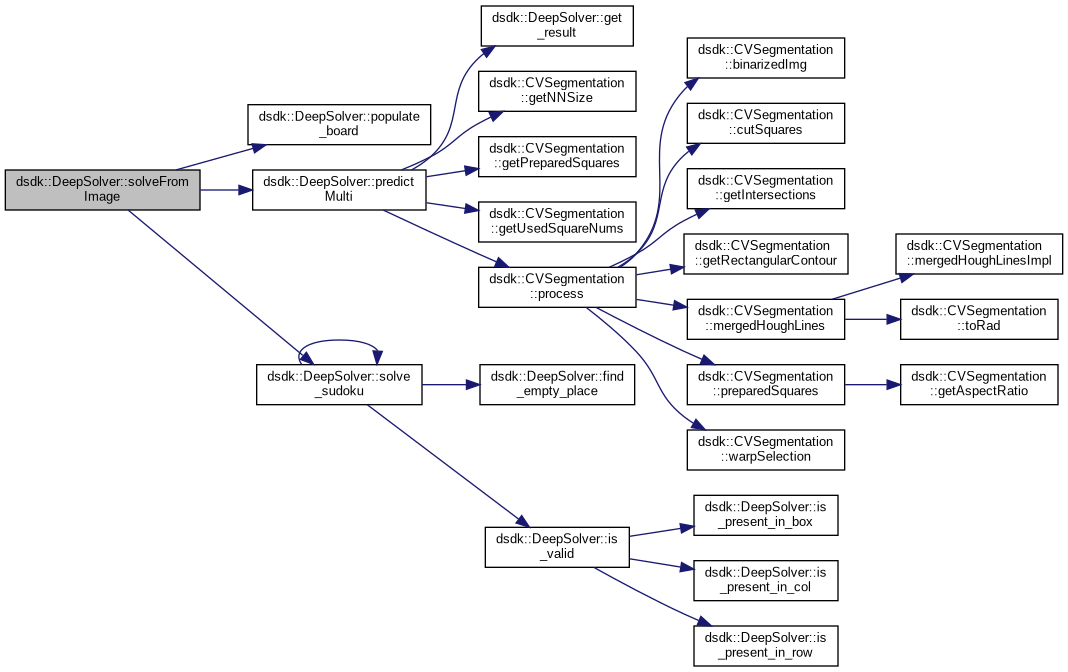 dsdk::DeepSolver::solveFrom
Image
dsdk::DeepSolver::populate
_board
dsdk::DeepSolver::predict
Multi
dsdk::DeepSolver::solve
_sudoku
dsdk::DeepSolver::get
_result
dsdk::CVSegmentation
::getNNSize
dsdk::CVSegmentation
::getPreparedSquares
dsdk::CVSegmentation
::getUsedSquareNums
dsdk::CVSegmentation
::process
dsdk::DeepSolver::find
_empty_place
dsdk::DeepSolver::is
_valid
dsdk::CVSegmentation
::binarizedImg
dsdk::CVSegmentation
::cutSquares
dsdk::CVSegmentation
::getIntersections
dsdk::CVSegmentation
::getRectangularContour
dsdk::CVSegmentation
::mergedHoughLines
dsdk::CVSegmentation
::preparedSquares
dsdk::CVSegmentation
::warpSelection
dsdk::DeepSolver::is
_present_in_box
dsdk::DeepSolver::is
_present_in_col
dsdk::DeepSolver::is
_present_in_row
dsdk::CVSegmentation
::mergedHoughLinesImpl
dsdk::CVSegmentation
::toRad
dsdk::CVSegmentation
::getAspectRatio